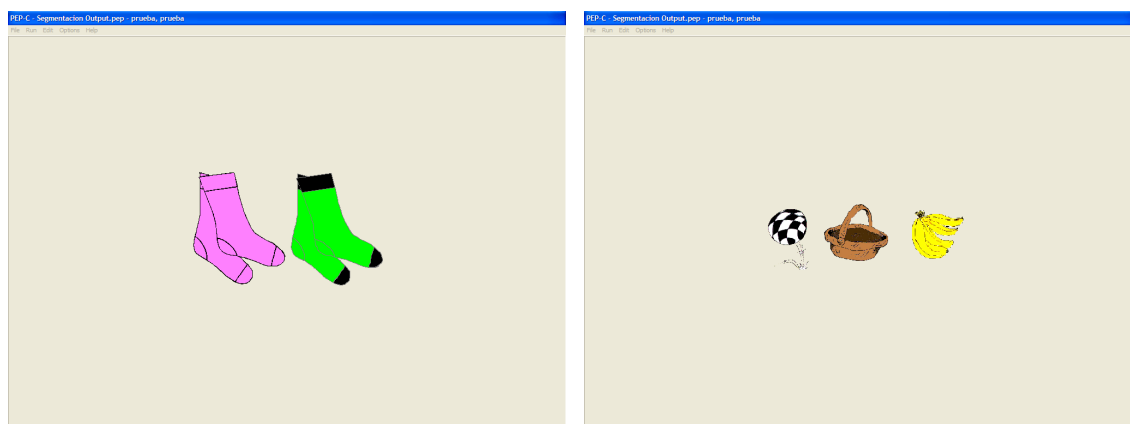 PEP-C - Segmentacion Output.pep - prueba, prueba
File Run Edit Options Help
PEP-C - Segmentacion Output.pep - prueba, prueba
File Run Edit Options Help